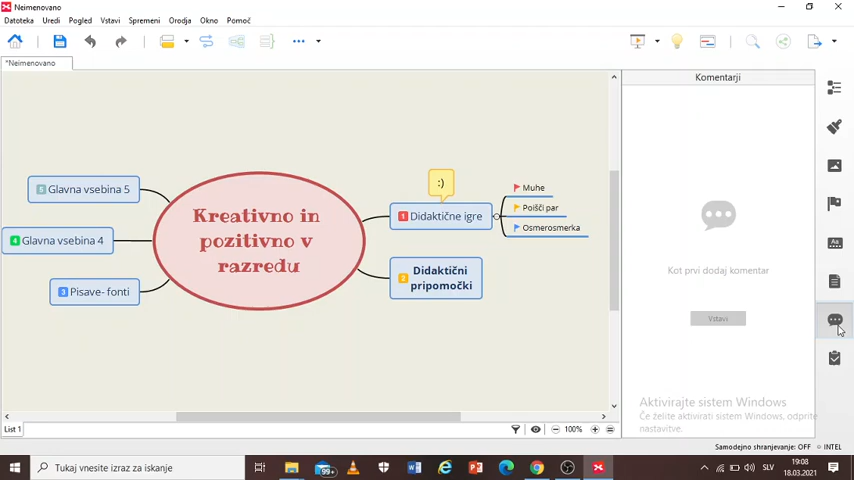 Neimenovano
Datoteka Uredi Pogled Vstavi Spremeni Orodja Okno Pomoč
*Neimenovano
Komentarji
:)
5 Glavna vsebina 5
4 Glavna vsebina 4
3 Pisave- fonti
Kreativno in
pozitivno v
razredu
1 Didaktične igre
Muhe
Poišči par
Osmerosmerka
2 Didaktični
pripomočki
Kot prvi dodaj komentar
Vstavi
Aktivirajte sistem Windows
Če želite aktivirati sistem Windows, odprite
nastavitve.
List 1
100%
Samodejno shranjevanje: OFF INTEL
Tukaj vnesite izraz za iskanje
99+
SLV
19:08
18.03.2021